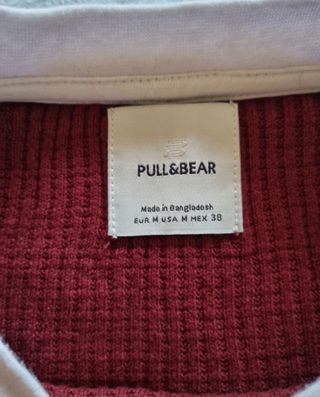 PULL&BEAR
Made in Bangladesh
EUR M USA M MEX 38